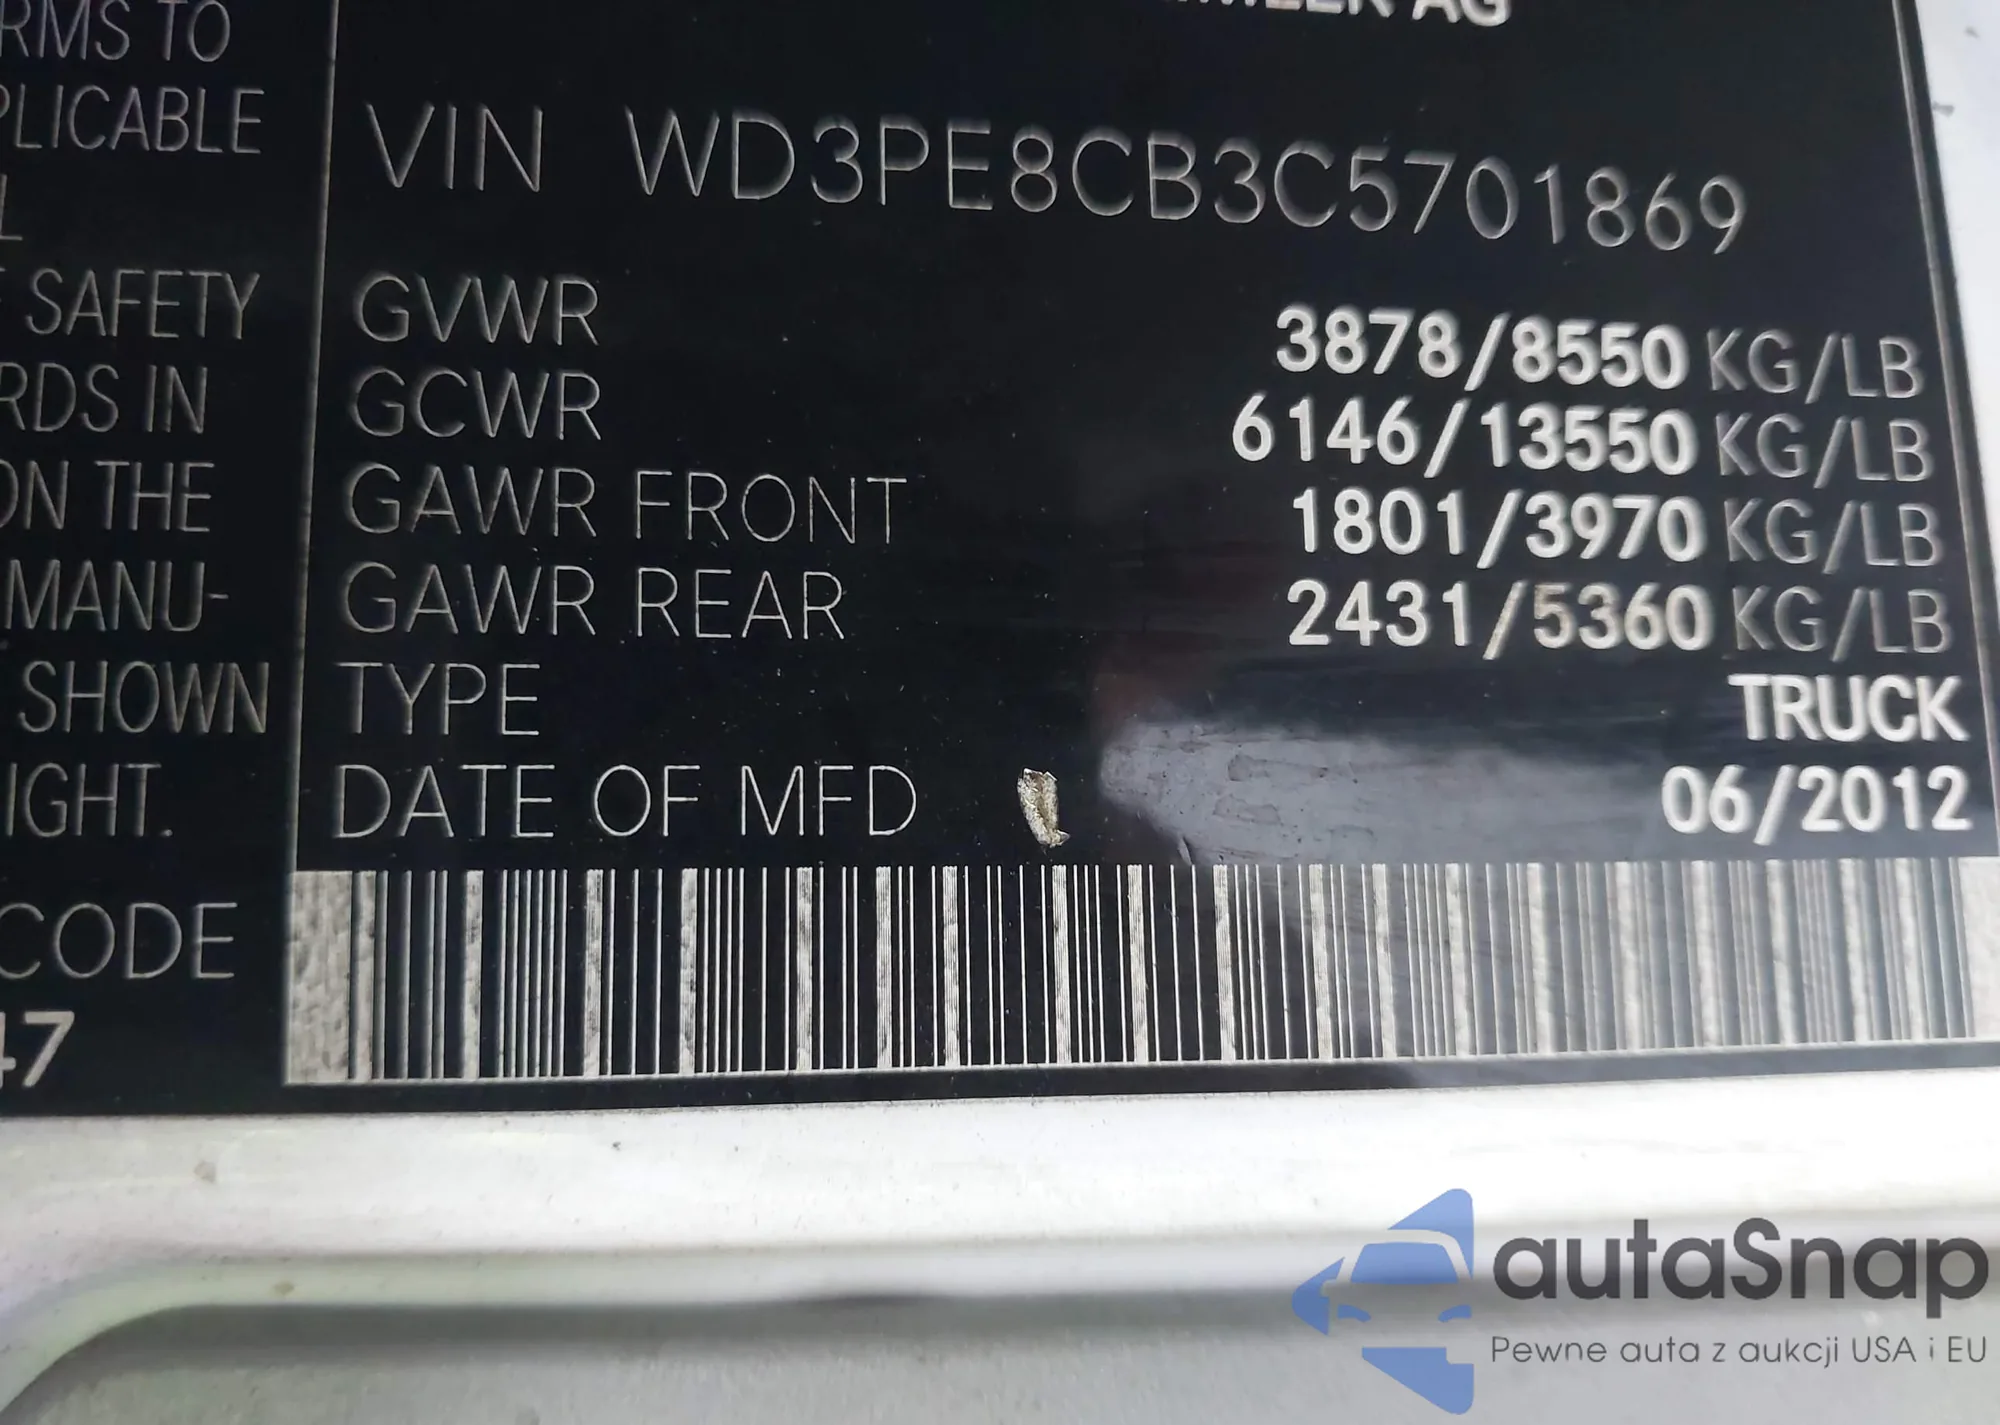 RMS TO
PLICABLE
L
SAFETY
RDS IN
ON THE
MANU-
SHOWN
IGHT.
CODE
47
AG
VIN WD3PE8CB3C5701869
GVWR 3878/8550 KG/LB
GCWR 6146/13550 KG/LB
GAWR FRONT 1801/3970 KG/LB
GAWR REAR 2431/5360 KG/LB
TYPE TRUCK
DATE OF MFD 06/2012
autaSnap
Pewne auta z aukcji USA i EU